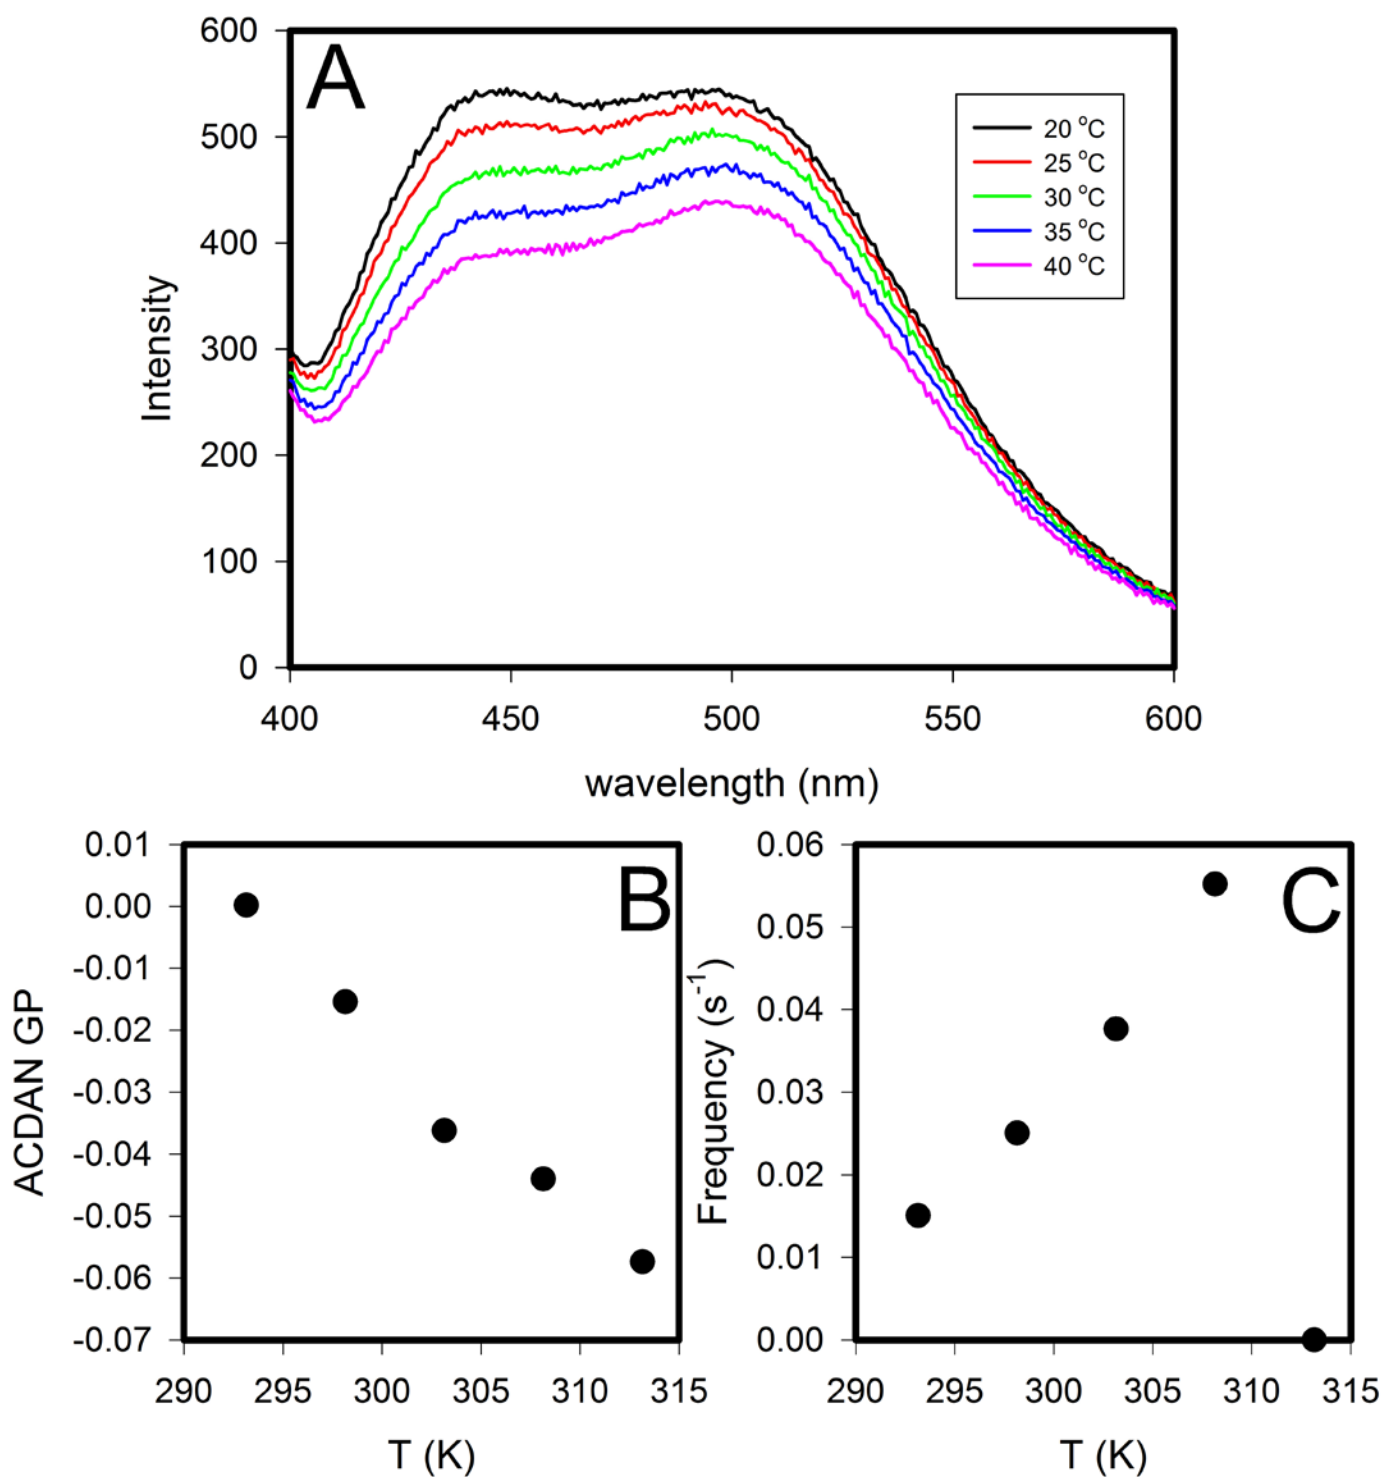 A
600
500
400
300
200
100
0
Intensity
20 °C
25 °C
30 °C
35 °C
40 °C
400 450 500 550 600
wavelength (nm)
B
0.01
0.00
-0.01
-0.02
-0.03
-0.04
-0.05
-0.06
-0.07
ACDAN GP
290 295 300 305 310 315
T (K)
C
0.06
0.05
0.04
0.03
0.02
0.01
0.00
Frequency (s⁻¹)
290 295 300 305 310 315
T (K)